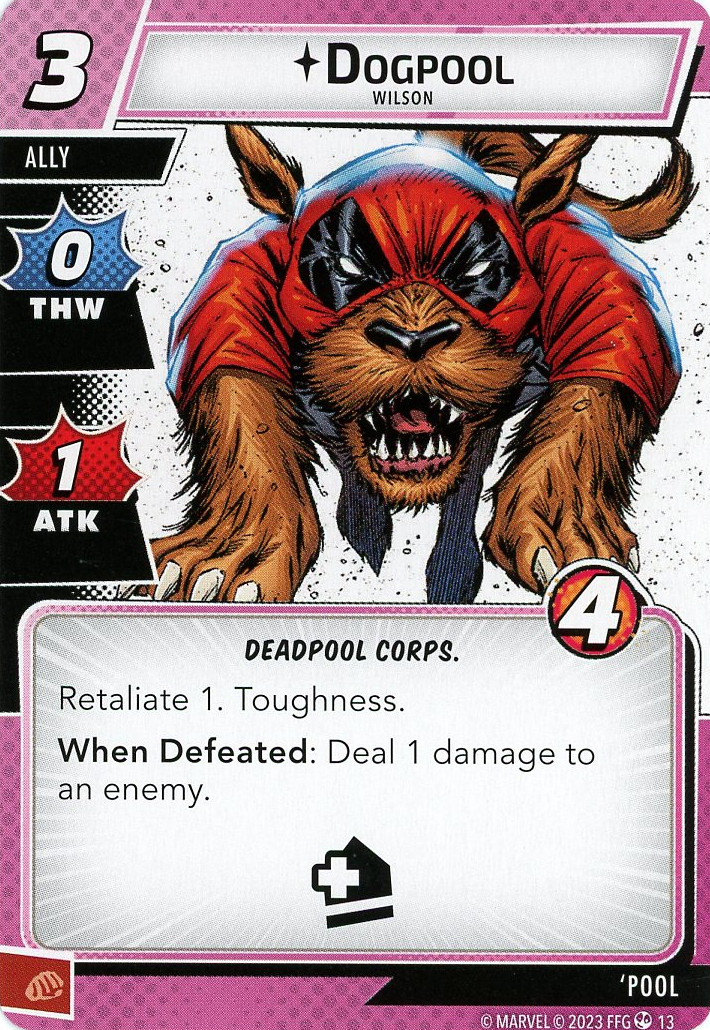 3
Dogpool
WILSON
ALLY
0
THW
1
ATK
4
DEADPOOL CORPS.
Retaliate 1. Toughness.
When Defeated: Deal 1 damage to
an enemy.
‘POOL
© MARVEL © 2023 FFG 13